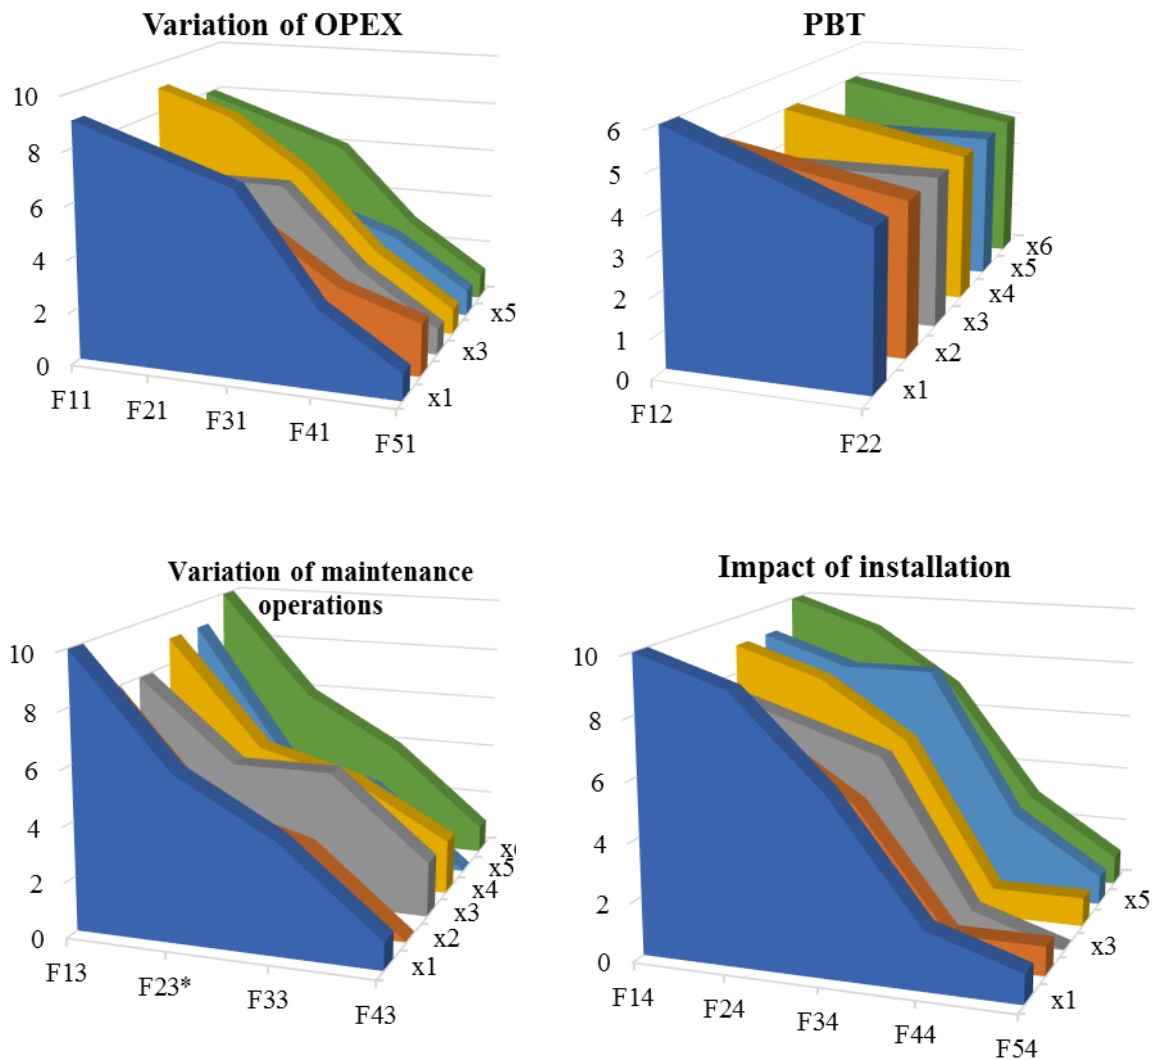 Variation of OPEX
10
8
6
4
2
0
F11
F21
F31
F41
F51
x1
x3
x5
PBT
6
5
4
3
2
1
0
F12
F22
x1
x2
x3
x4
x5
x6
Variation of maintenance
operations
10
8
6
4
2
0
F13
F23*
F33
F43
x1
x2
x3
x4
x5
Impact of installation
10
8
6
4
2
0
F14
F24
F34
F44
F54
x1
x3
x5